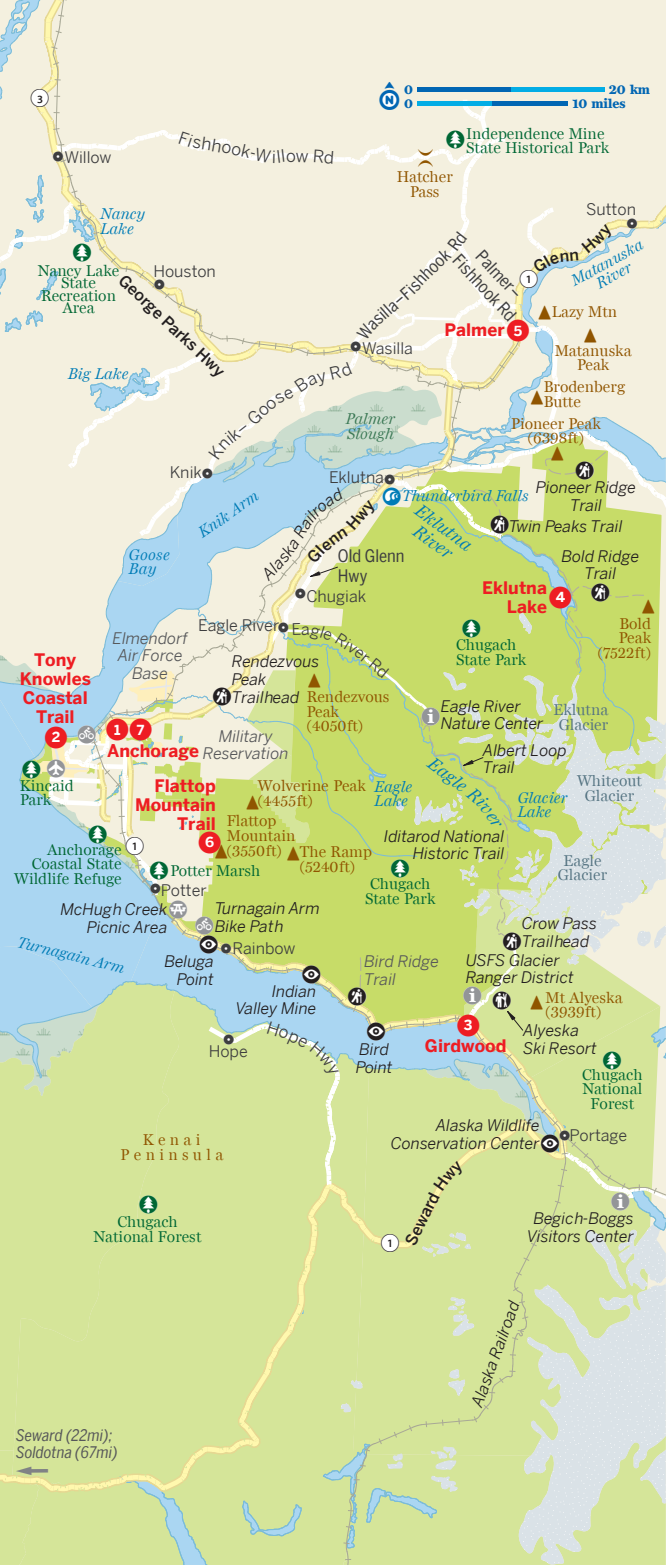 0
20 km
N
0
10 miles
3
Independence Mine
State Historical Park
Fishhook-Willow Rd
Willow
Hatcher
Pass
Sutton
Nancy
Lake
Glenn Hwy
Matanuska
River
1
Palmer–
Fishhook Rd
Wasilla–Fishhook Rd
Nancy Lake
State
Recreation
Area
Houston
George Parks Hwy
Lazy Mtn
Palmer 5
Matanuska
Peak
Wasilla
Big Lake
Knik–Goose Bay Rd
Brodenberg
Butte
Palmer
Slough
Pioneer Peak
(6398ft)
Knik
Eklutna
Pioneer Ridge
Trail
Thunderbird Falls
Knik Arm
Alaska Railroad
Glenn Hwy
Eklutna
River
Twin Peaks Trail
Goose
Bay
Old Glenn
Hwy
Bold Ridge
Trail
Chugiak
Eklutna
Lake
4
Eagle River
Eagle River Rd
Chugach
State Park
Bold
Peak
(7522ft)
Elmendorf
Air Force
Base
Tony
Knowles
Coastal
Trail
2
Rendezvous
Peak
Trailhead
Rendezvous
Peak
(4050ft)
Eagle River
Nature Center
Eklutna
Glacier
1 7
Anchorage
Military
Reservation
Albert Loop
Trail
Kincaid
Park
Flattop
Mountain
Trail
6
Wolverine Peak
(4455ft)
Eagle
Lake
Eagle River
Glacier
Lake
Whiteout
Glacier
Flattop
Mountain
(3550ft)
The Ramp
(5240ft)
Iditarod National
Historic Trail
Anchorage
Coastal State
Wildlife Refuge
1
Potter Marsh
Chugach
State Park
Eagle
Glacier
Potter
McHugh Creek
Picnic Area
Turnagain Arm
Bike Path
Crow Pass
Trailhead
Turnagain Arm
Beluga
Point
Rainbow
Bird Ridge
Trail
USFS Glacier
Ranger District
Indian
Valley Mine
Mt Alyeska
(3939ft)
3
Girdwood
Alyeska
Ski Resort
Hope
Hope Hwy
Bird
Point
Chugach
National
Forest
Alaska Wildlife
Conservation Center
Portage
Kenai
Peninsula
Seward Hwy
Chugach
National Forest
1
Begich-Boggs
Visitors Center
Alaska Railroad
Seward (22mi);
Soldotna (67mi)